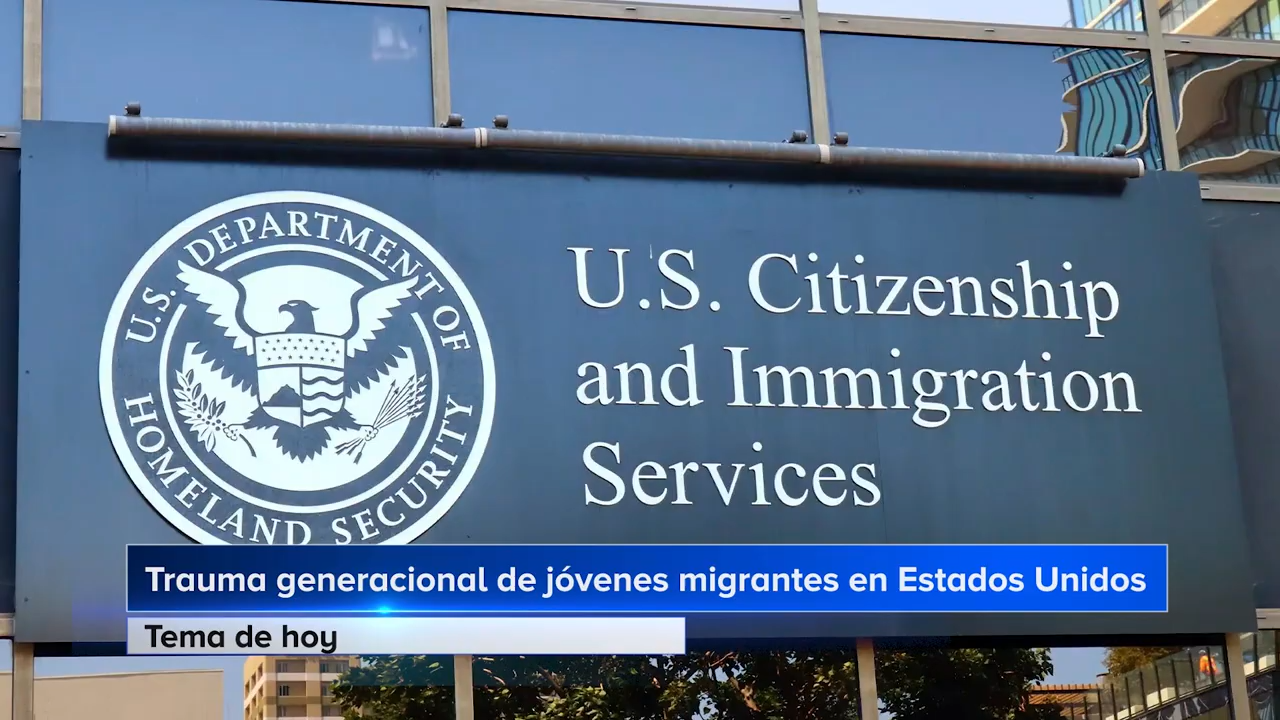 U.S. DEPARTMENT OF
HOMELAND SECURITY
U.S. Citizenship
and Immigration
Services
Trauma generacional de jóvenes migrantes en Estados Unidos
Tema de hoy